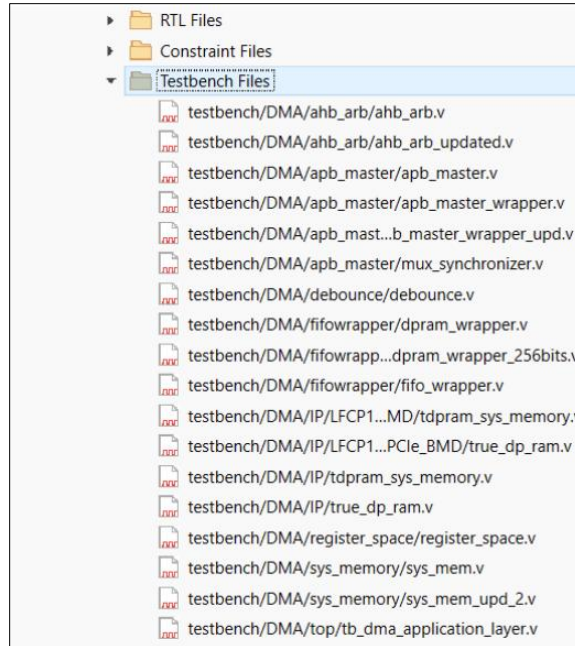 RTL Files
Constraint Files
Testbench Files
testbench/DMA/ahb_arb/ahb_arb.v
testbench/DMA/ahb_arb/ahb_arb_updated.v
testbench/DMA/apb_master/apb_master.v
testbench/DMA/apb_master/apb_master_wrapper.v
testbench/DMA/apb_mast...b_master_wrapper_upd.v
testbench/DMA/apb_master/mux_synchronizer.v
testbench/DMA/debounce/debounce.v
testbench/DMA/fifowrapper/dpram_wrapper.v
testbench/DMA/fifowrapp...dpram_wrapper_256bits.v
testbench/DMA/fifowrapper/fifo_wrapper.v
testbench/DMA/IP/LFCP1...MD/tdpram_sys_memory.v
testbench/DMA/IP/LFCP1...PCIe_BMD/true_dp_ram.v
testbench/DMA/IP/tdpram_sys_memory.v
testbench/DMA/IP/true_dp_ram.v
testbench/DMA/register_space/register_space.v
testbench/DMA/sys_memory/sys_mem.v
testbench/DMA/sys_memory/sys_mem_upd_2.v
testbench/DMA/top/tb_dma_application_layer.v